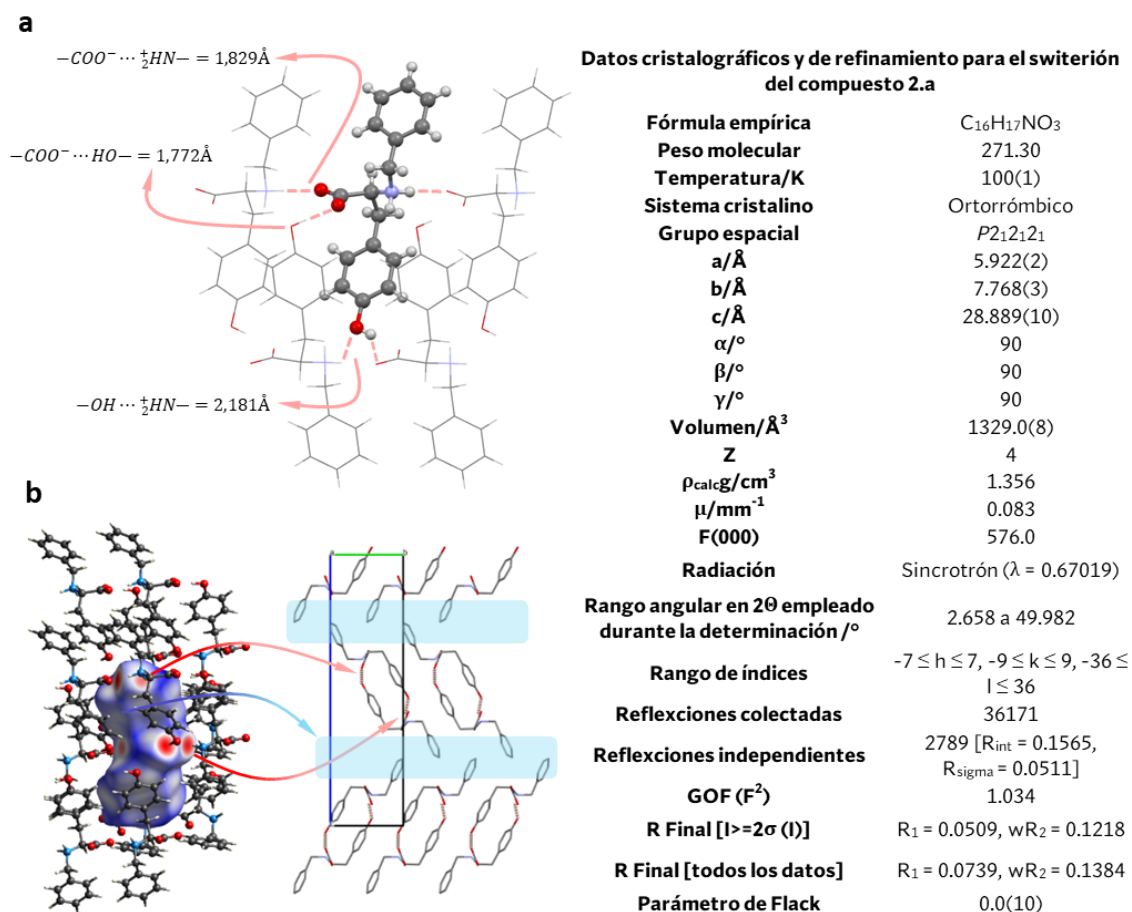 a
−COO⁻ ⋯ ⁺₂HN− = 1,829Å
−COO⁻ ⋯ HO− = 1,772Å
−OH ⋯ ⁺₂HN− = 2,181Å
b
Datos cristalográficos y de refinamiento para el switerión
del compuesto 2.a
Fórmula empírica C₁₆H₁₇NO₃
Peso molecular 271.30
Temperatura/K 100(1)
Sistema cristalino Ortorrómbico
Grupo espacial P2₁2₁2₁
a/Å 5.922(2)
b/Å 7.768(3)
c/Å 28.889(10)
α/° 90
β/° 90
γ/° 90
Volumen/Å³ 1329.0(8)
Z 4
ρcalcg/cm³ 1.356
μ/mm⁻¹ 0.083
F(000) 576.0
Radiación Sincrotrón (λ = 0.67019)
Rango angular en 2Θ empleado
durante la determinación /° 2.658 a 49.982
Rango de índices -7 ≤ h ≤ 7, -9 ≤ k ≤ 9, -36 ≤
l ≤ 36
Reflexciones colectadas 36171
Reflexciones independientes 2789 [Rint = 0.1565,
Rsigma = 0.0511]
GOF (F²) 1.034
R Final [I>=2σ (I)] R₁ = 0.0509, wR₂ = 0.1218
R Final [todos los datos] R₁ = 0.0739, wR₂ = 0.1384
Parámetro de Flack 0.0(10)